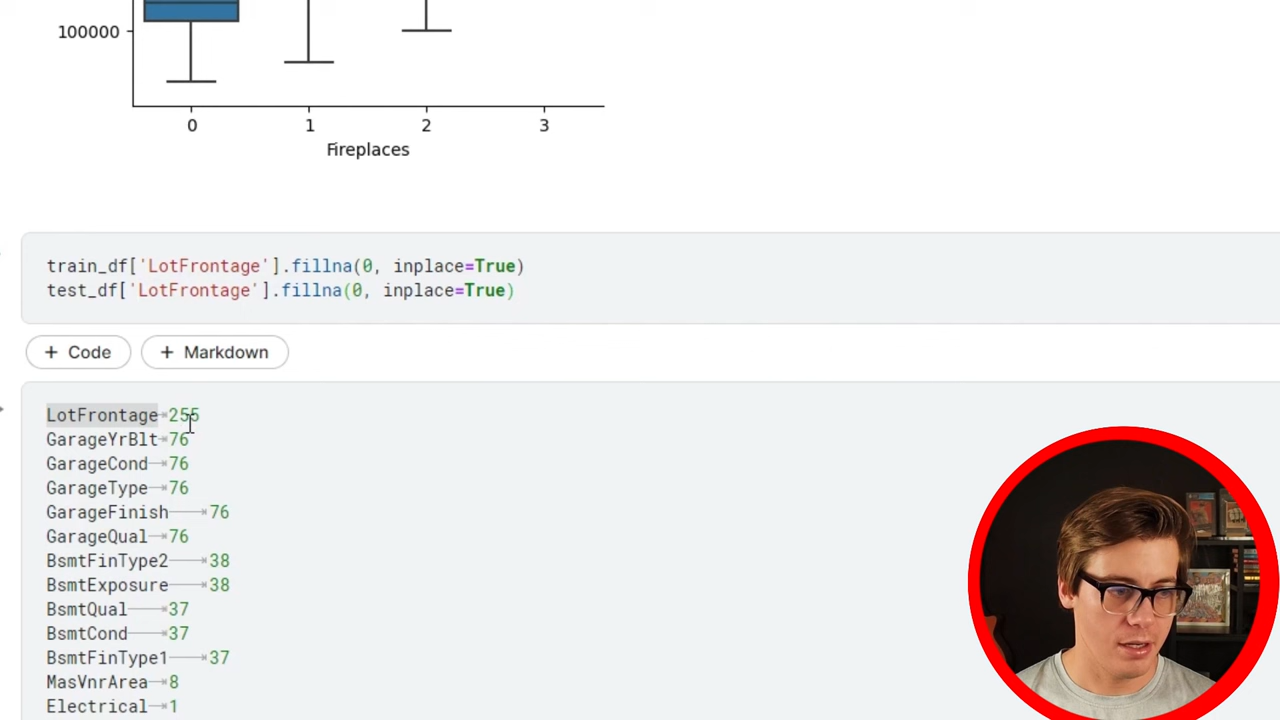 100000
0 1 2 3
Fireplaces
train_df['LotFrontage'].fillna(0, inplace=True)
test_df['LotFrontage'].fillna(0, inplace=True)
+ Code + Markdown
LotFrontage 255
GarageYrBlt 76
GarageCond 76
GarageType 76
GarageFinish 76
GarageQual 76
BsmtFinType2 38
BsmtExposure 38
BsmtQual 37
BsmtCond 37
BsmtFinType1 37
MasVnrArea 8
Electrical 1